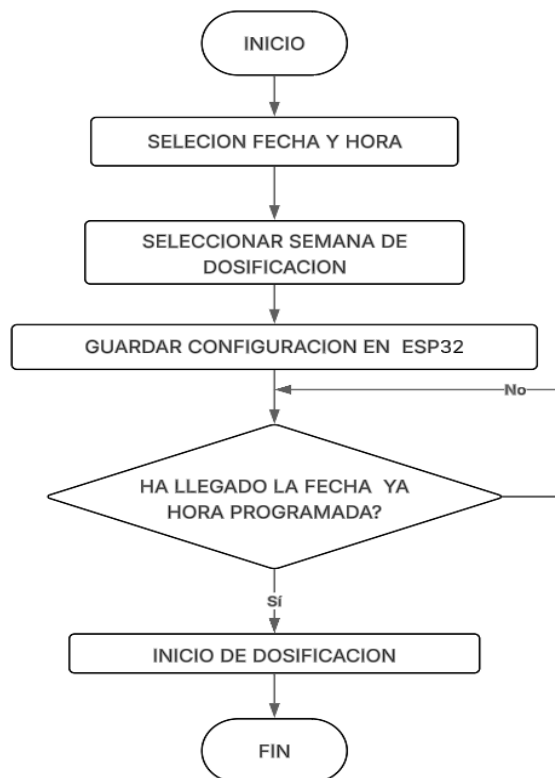 INICIO
SELECION FECHA Y HORA
SELECCIONAR SEMANA DE
DOSIFICACION
GUARDAR CONFIGURACION EN  ESP32
No
HA LLEGADO LA FECHA  YA
HORA PROGRAMADA?
Sí
INICIO DE DOSIFICACION
FIN